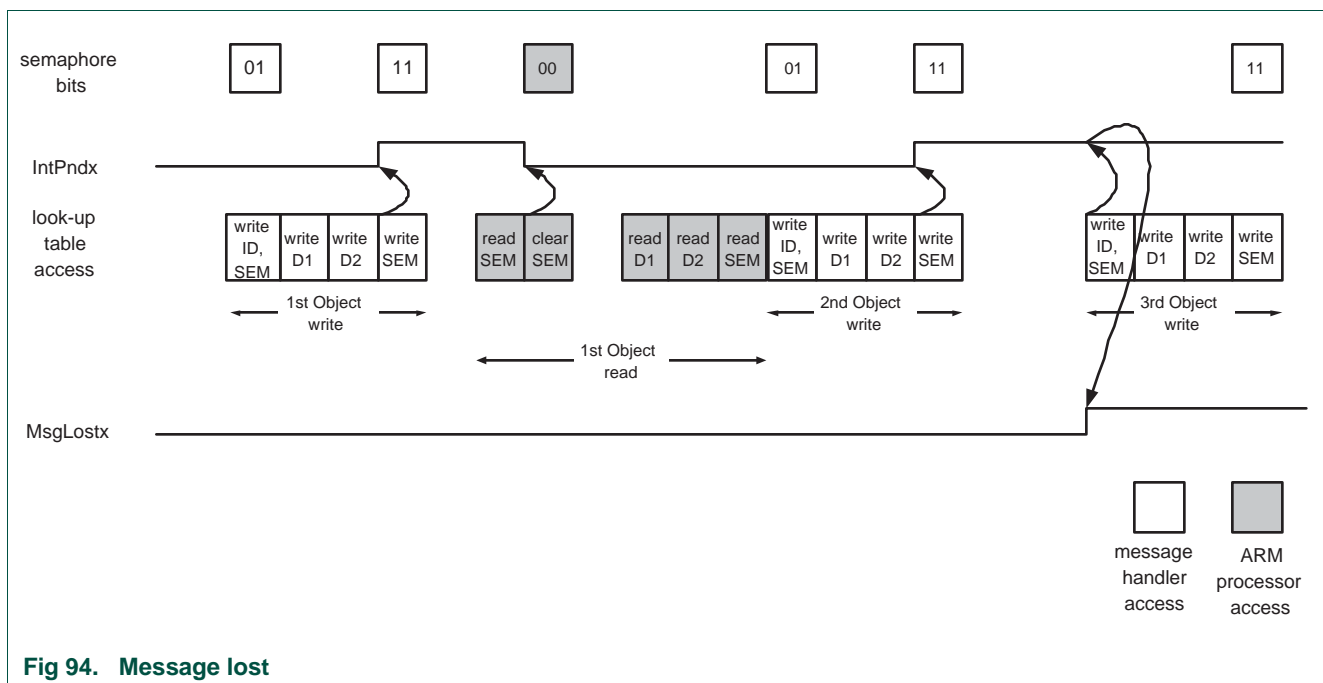 semaphore
bits
01
11
00
01
11
11
IntPndx
look-up
table
access
write
ID,
SEM
write
D1
write
D2
write
SEM
read
SEM
clear
SEM
read
D1
read
D2
read
SEM
write
ID,
SEM
write
D1
write
D2
write
SEM
write
ID,
SEM
write
D1
write
D2
write
SEM
1st Object
write
2nd Object
write
3rd Object
write
1st Object
read
MsgLostx
message
handler
access
ARM
processor
access
Fig 94. Message lost